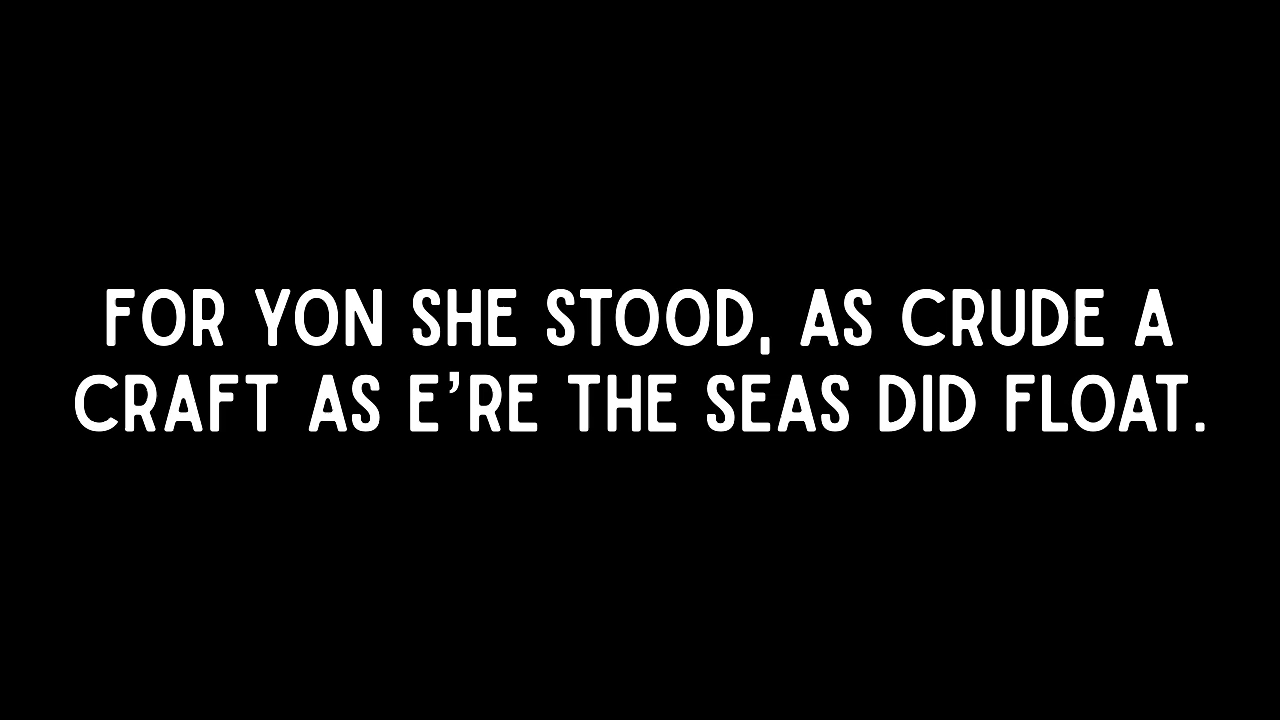 FOR YON SHE STOOD, AS CRUDE A
CRAFT AS E’RE THE SEAS DID FLOAT.